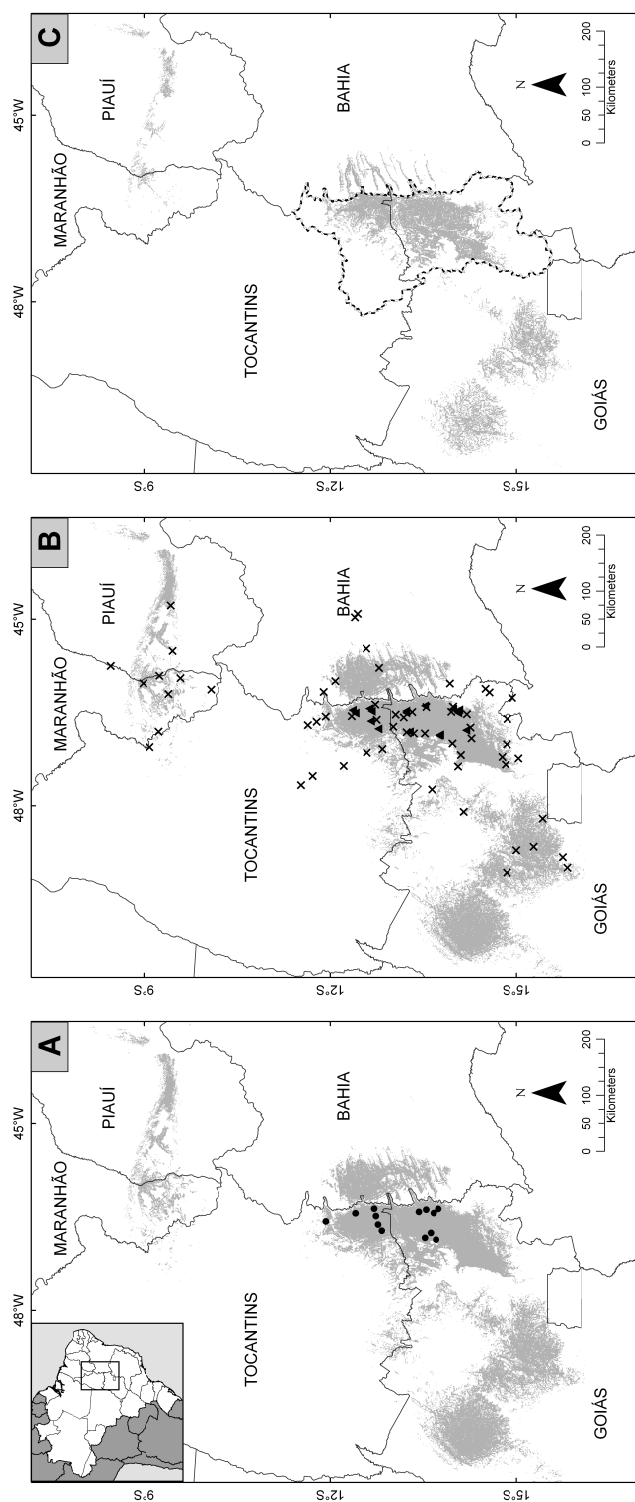 A
48°W
45°W
MARANHÃO
PIAUÍ
TOCANTINS
BAHIA
GOIÁS
9°S
12°S
15°S
N
0 50 100 200
Kilometers
B
48°W
45°W
MARANHÃO
PIAUÍ
TOCANTINS
BAHIA
GOIÁS
9°S
12°S
15°S
N
0 50 100 200
Kilometers
C
48°W
45°W
MARANHÃO
PIAUÍ
TOCANTINS
BAHIA
GOIÁS
9°S
12°S
15°S
N
0 50 100 200
Kilometers